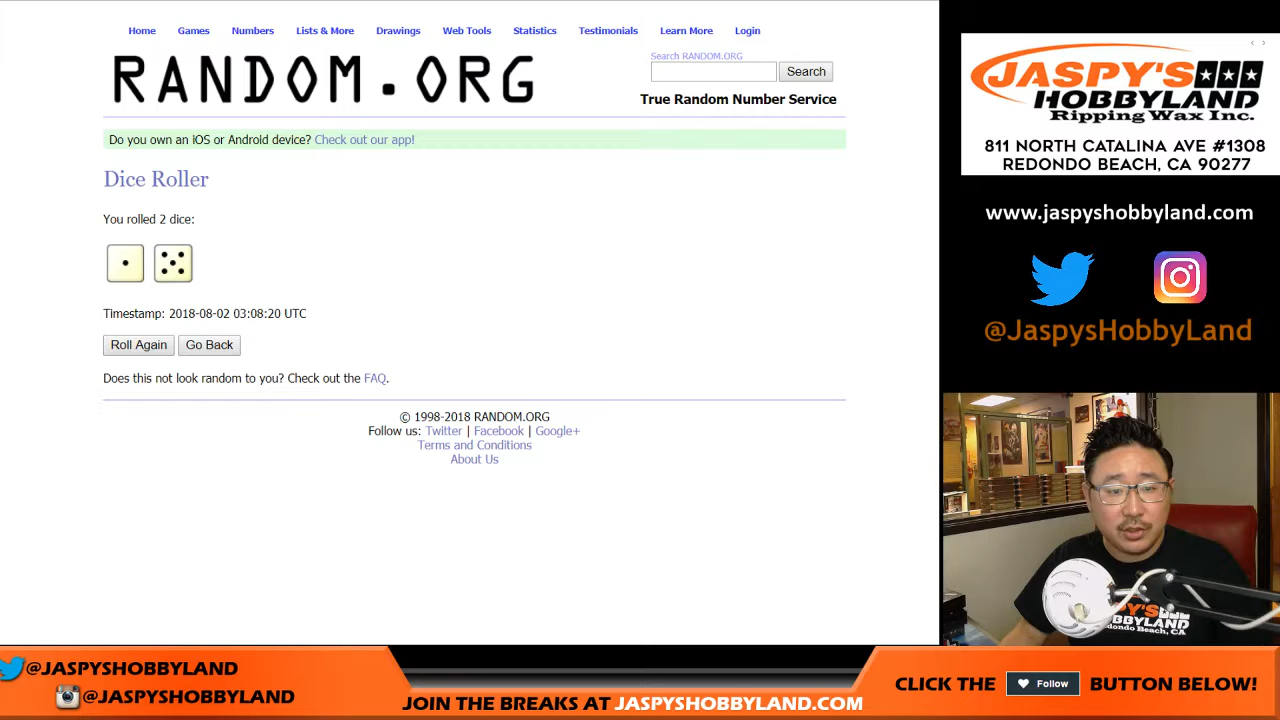 Home Games Numbers Lists & More Drawings Web Tools Statistics Testimonials Learn More Login
RANDOM.ORG
Search RANDOM.ORG
Search
True Random Number Service
Do you own an iOS or Android device? Check out our app!
Dice Roller
You rolled 2 dice:
Timestamp: 2018-08-02 03:08:20 UTC
Roll Again Go Back
Does this not look random to you? Check out the FAQ.
© 1998-2018 RANDOM.ORG
Follow us: Twitter | Facebook | Google+
Terms and Conditions
About Us
JASPY'S
HOBBYLAND
Ripping Wax Inc.
811 NORTH CATALINA AVE #1308
REDONDO BEACH, CA 90277
www.jaspyshobbyland.com
@JaspysHobbyLand
JASPY'S
HOBBYLAND
Redondo Beach, CA
@JASPYSHOBBYLAND
@JASPYSHOBBYLAND
JOIN THE BREAKS AT JASPYSHOBBYLAND.COM
CLICK THE Follow BUTTON BELOW!